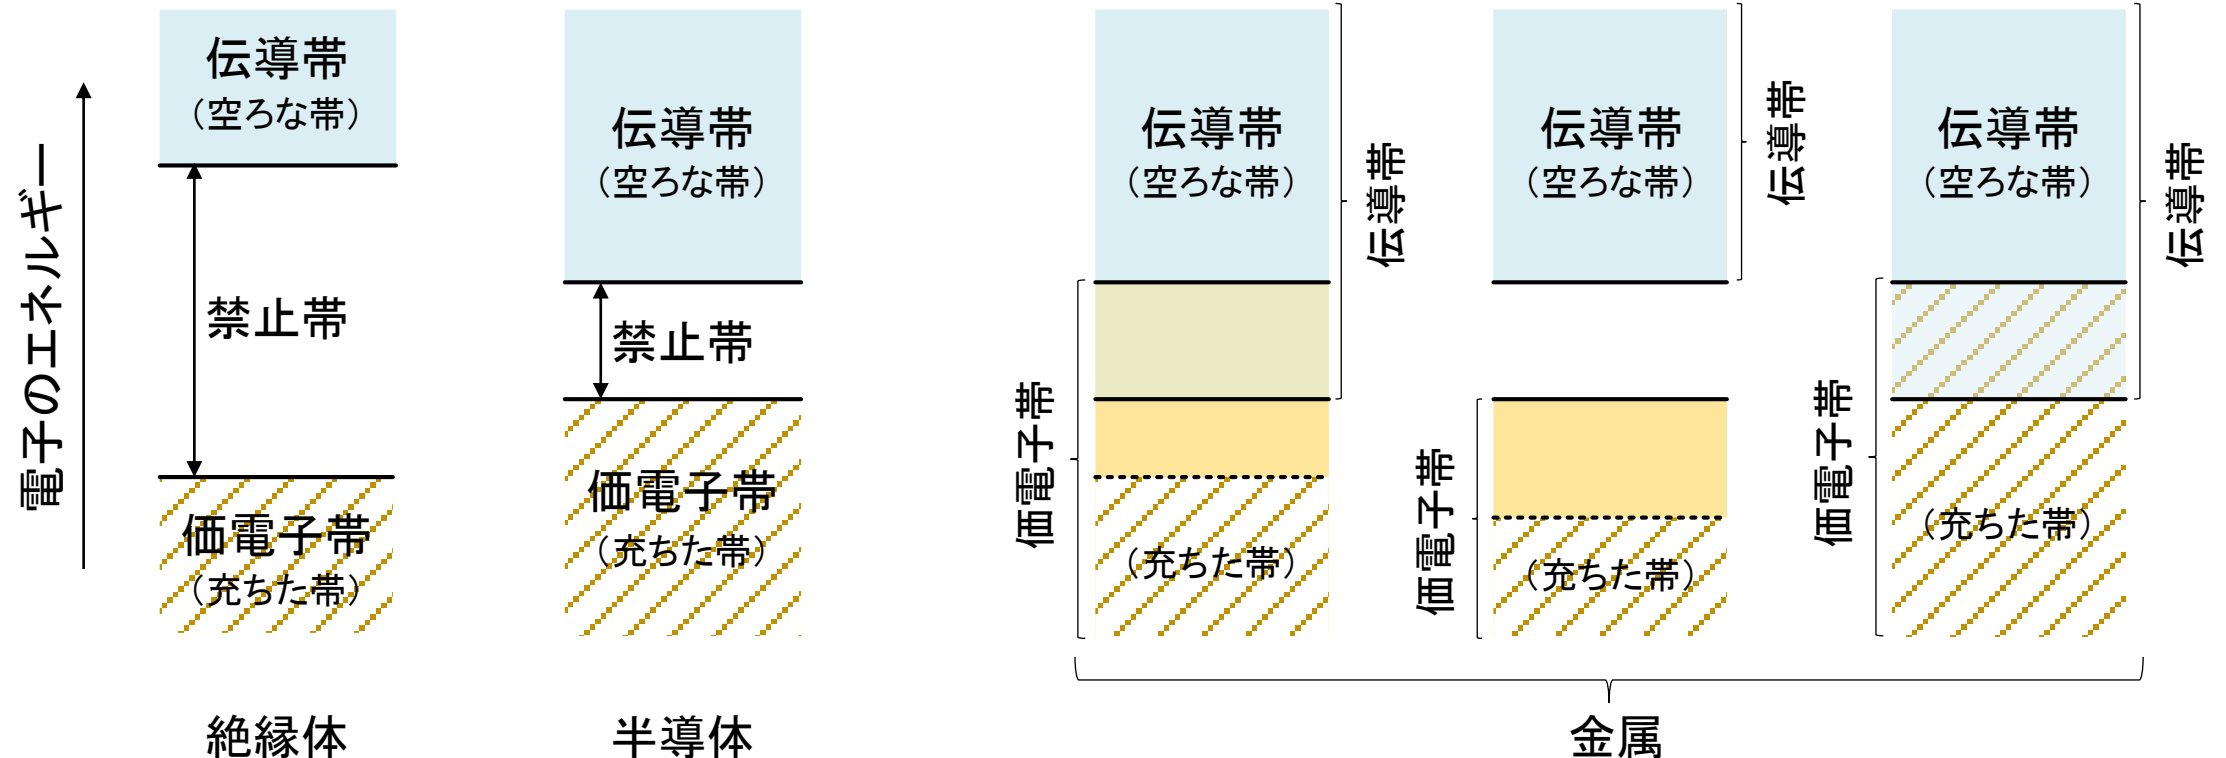 電子のエネルギー
伝導帯
（空ろな帯）
禁止帯
価電子帯
（充ちた帯）
絶縁体
伝導帯
（空ろな帯）
禁止帯
価電子帯
（充ちた帯）
半導体
伝導帯
（空ろな帯）
伝導帯
価電子帯
（充ちた帯）
伝導帯
（空ろな帯）
伝導帯
価電子帯
（充ちた帯）
伝導帯
（空ろな帯）
伝導帯
価電子帯
（充ちた帯）
金属